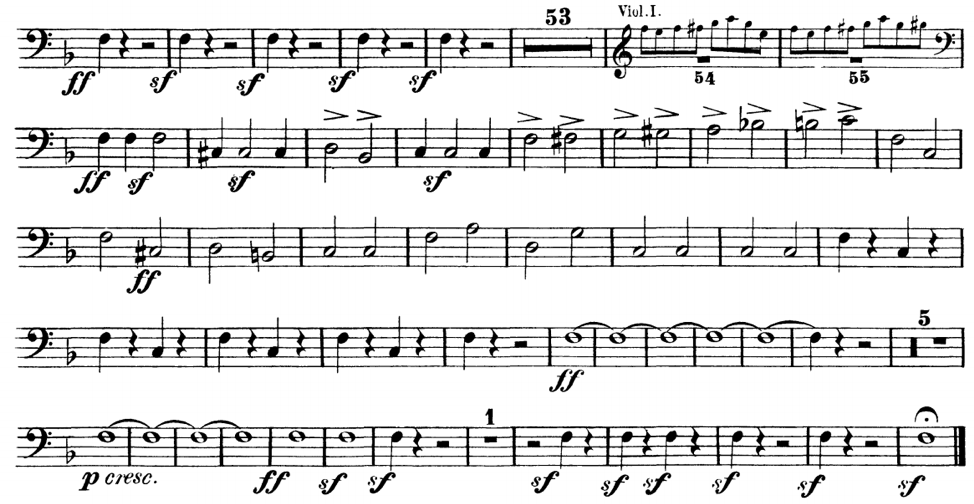 53 Viol.I.
ff sf sf sf sf 54 55
ff sf sf sf
ff
5
ff
1
p cresc. ff sf sf sf sf sf sf sf sf